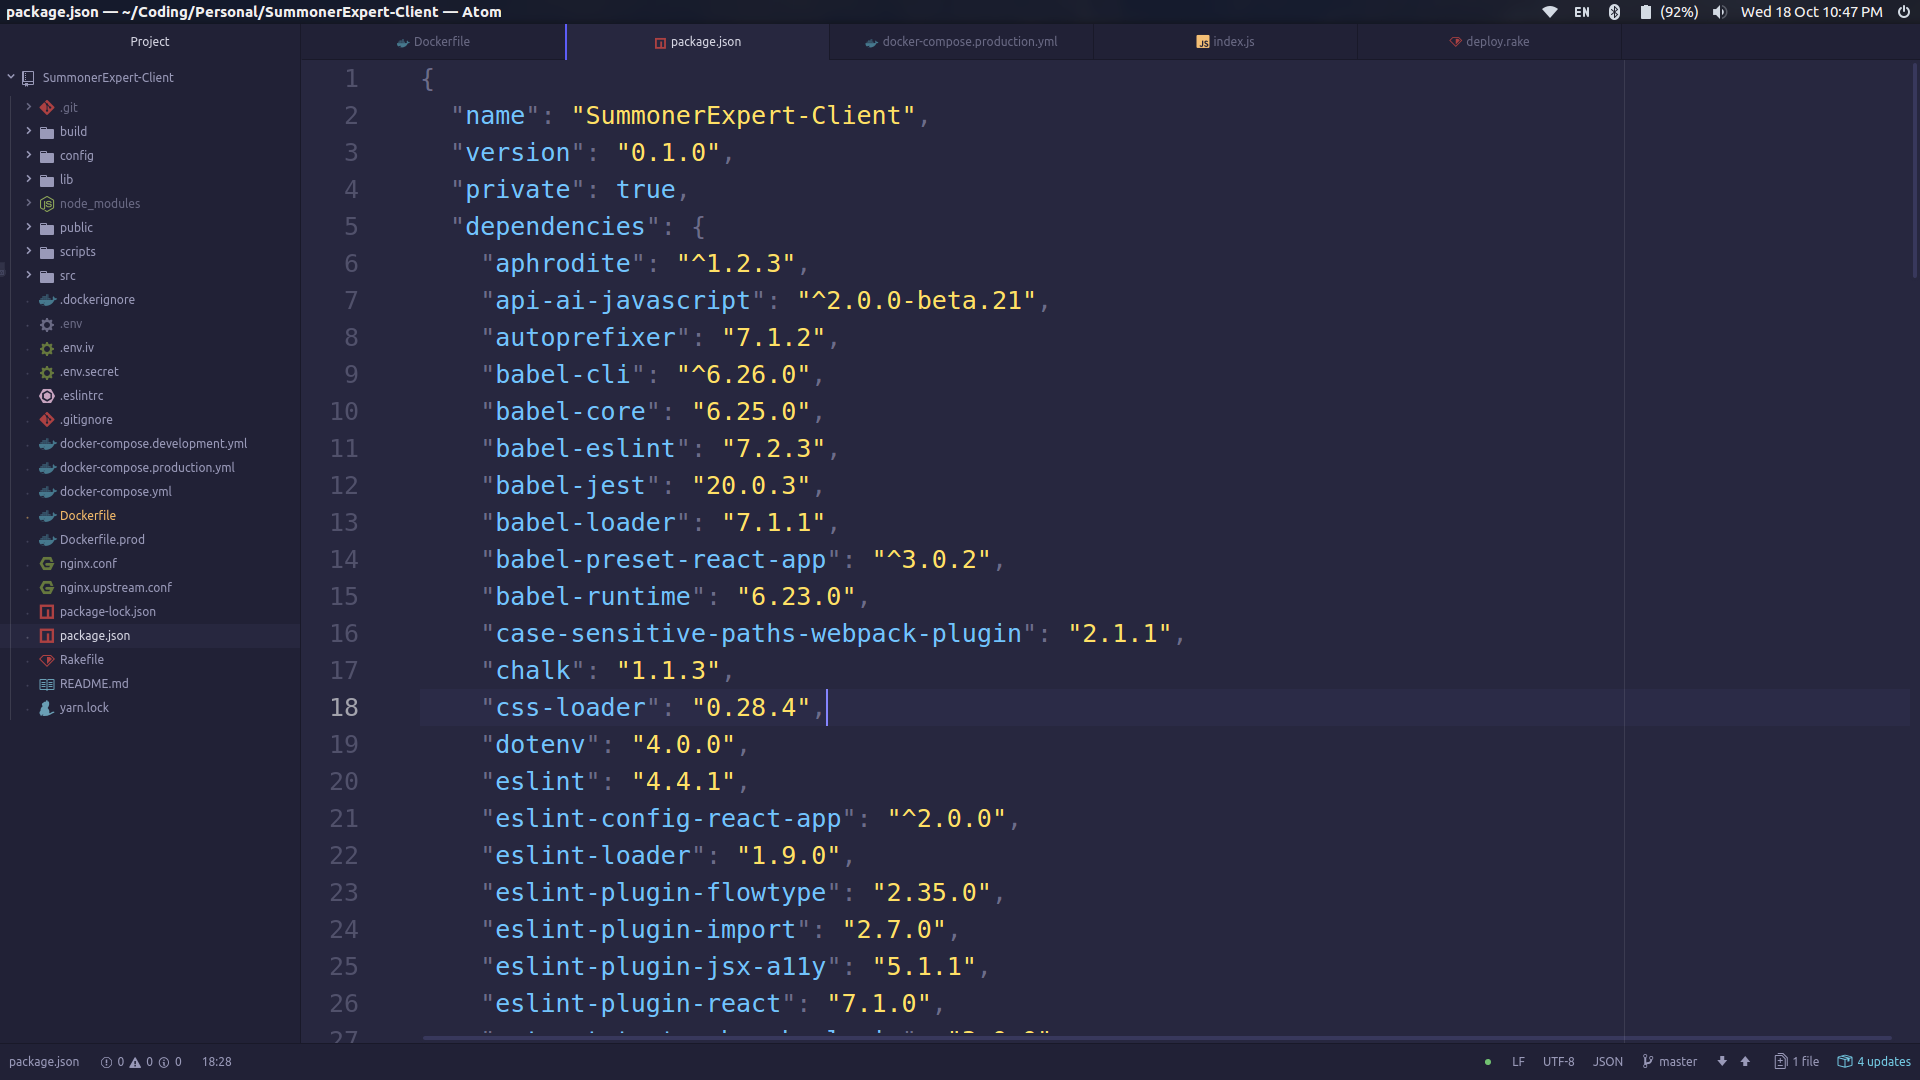 package.json — ~/Coding/Personal/SummonerExpert-Client — Atom
EN (92%) Wed 18 Oct 10:47 PM
Project
SummonerExpert-Client
.git
build
config
lib
node_modules
public
scripts
src
.dockerignore
.env
.env.iv
.env.secret
.eslintrc
.gitignore
docker-compose.development.yml
docker-compose.production.yml
docker-compose.yml
Dockerfile
Dockerfile.prod
nginx.conf
nginx.upstream.conf
package-lock.json
package.json
Rakefile
README.md
yarn.lock
Dockerfile package.json docker-compose.production.yml index.js deploy.rake
1 {
2 "name": "SummonerExpert-Client",
3 "version": "0.1.0",
4 "private": true,
5 "dependencies": {
6 "aphrodite": "^1.2.3",
7 "api-ai-javascript": "^2.0.0-beta.21",
8 "autoprefixer": "7.1.2",
9 "babel-cli": "^6.26.0",
10 "babel-core": "6.25.0",
11 "babel-eslint": "7.2.3",
12 "babel-jest": "20.0.3",
13 "babel-loader": "7.1.1",
14 "babel-preset-react-app": "^3.0.2",
15 "babel-runtime": "6.23.0",
16 "case-sensitive-paths-webpack-plugin": "2.1.1",
17 "chalk": "1.1.3",
18 "css-loader": "0.28.4",
19 "dotenv": "4.0.0",
20 "eslint": "4.4.1",
21 "eslint-config-react-app": "^2.0.0",
22 "eslint-loader": "1.9.0",
23 "eslint-plugin-flowtype": "2.35.0",
24 "eslint-plugin-import": "2.7.0",
25 "eslint-plugin-jsx-a11y": "5.1.1",
26 "eslint-plugin-react": "7.1.0",
27
package.json 0 0 0 18:28 LF UTF-8 JSON master 1 file 4 updates